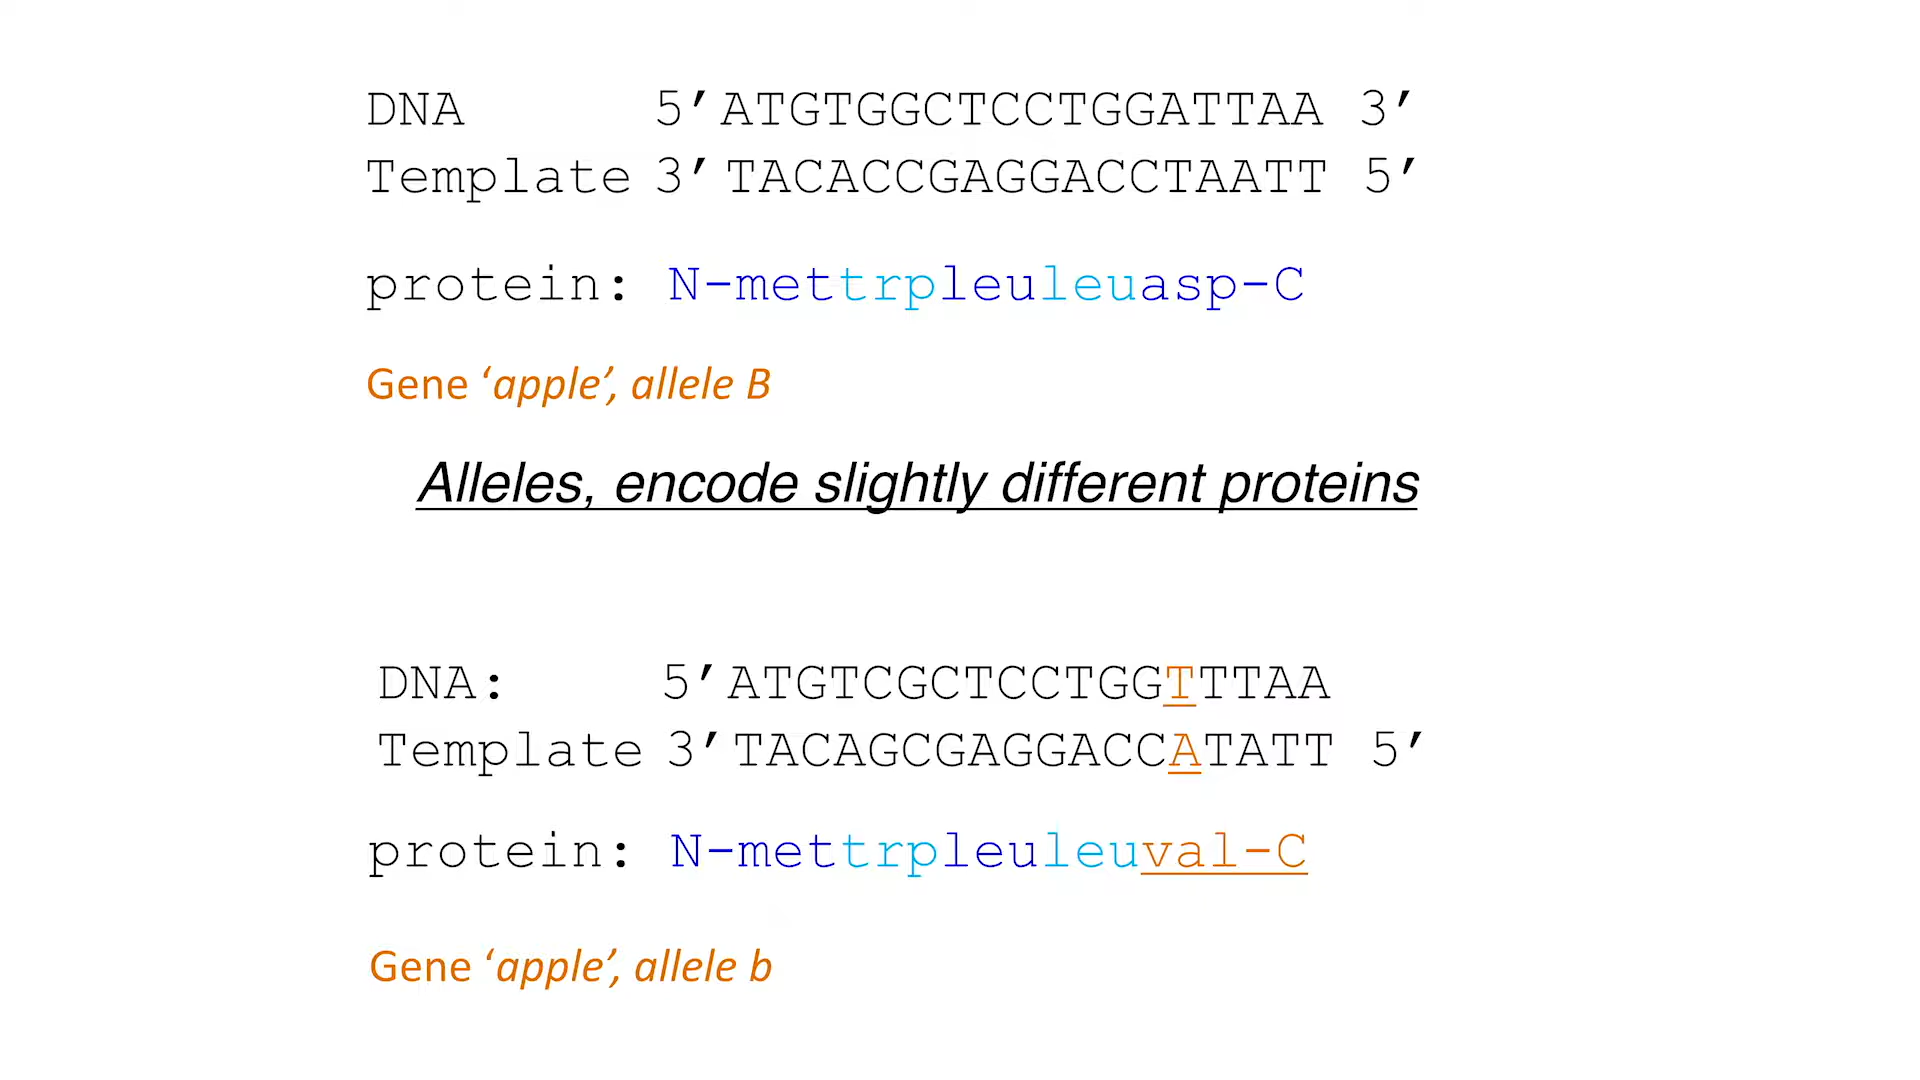 DNA 5’ATGTGGCTCCTGGATTAA 3’
Template 3’TACACCGAGGACCTAATT 5’
protein: N-mettrpleuleuasp-C
Gene ‘apple’, allele B
Alleles, encode slightly different proteins
DNA: 5’ATGTCGCTCCTGGTTTAA
Template 3’TACAGCGAGGACCATATT 5’
protein: N-mettrpleuleuval-C
Gene ‘apple’, allele b